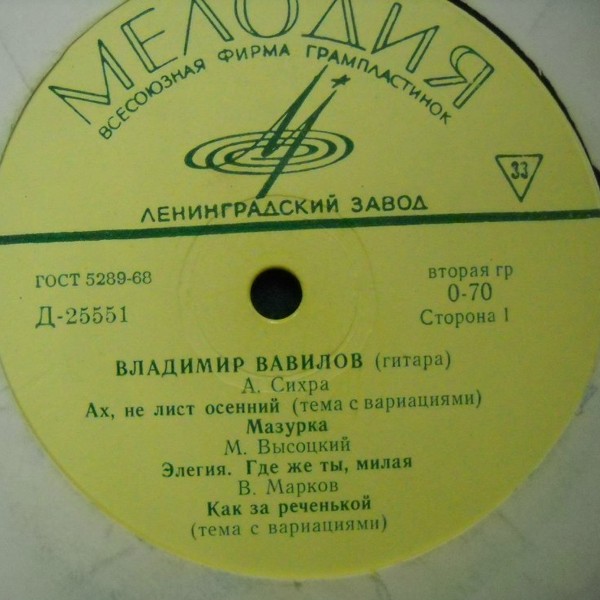 МЕЛОДИЯ
ВСЕСОЮЗНАЯ ФИРМА ГРАМПЛАСТИНОК
33
ЛЕНИНГРАДСКИЙ ЗАВОД
ГОСТ 5289-68
Д-25551
вторая гр
0-70
Сторона 1
ВЛАДИМИР ВАВИЛОВ (гитара)
А. Сихра
Ах, не лист осенний (тема с вариациями)
Мазурка
М. Высоцкий
Элегия. Где же ты, милая
В. Марков
Как за реченькой
(тема с вариациями)